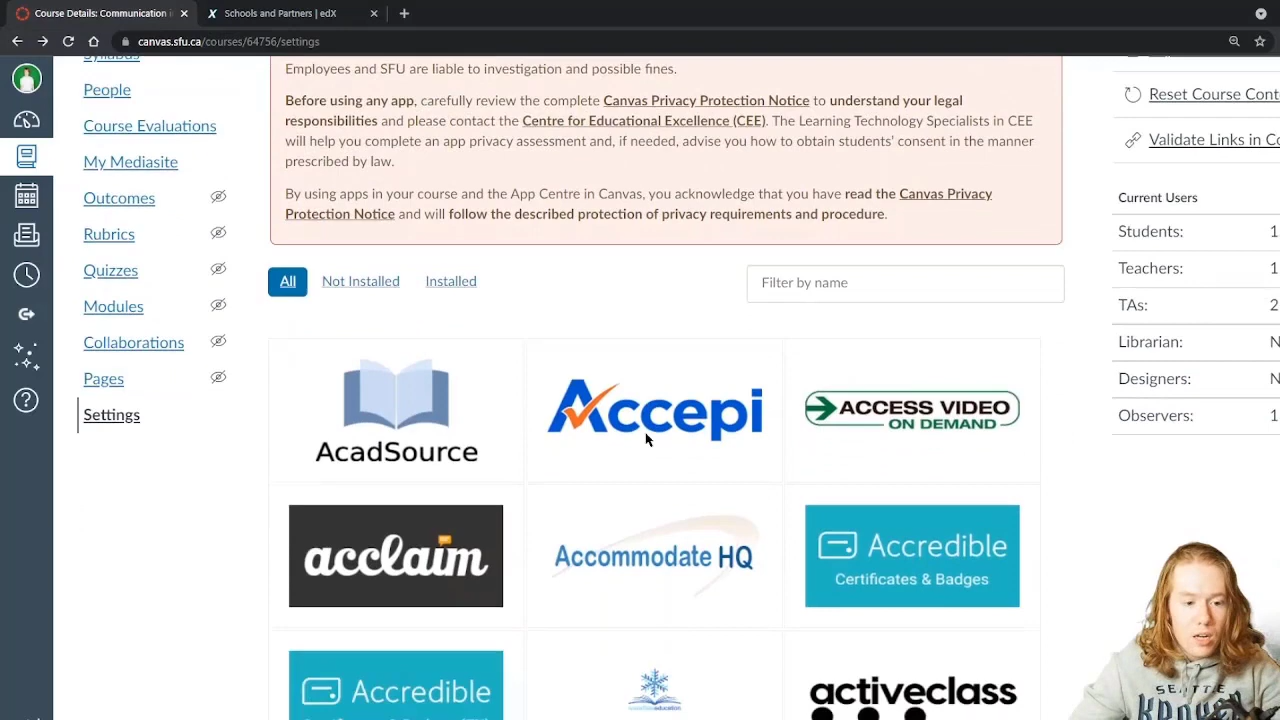 Course Details Communication i
Schools and Partners | edX
canvas.sfu.ca/courses/64756/settings
Syllabus
People
Course Evaluations
My Mediasite
Outcomes
Rubrics
Quizzes
Modules
Collaborations
Pages
Settings
Employees and SFU are liable to investigation and possible fines.
Before using any app, carefully review the complete Canvas Privacy Protection Notice to understand your legal
responsibilities and please contact the Centre for Educational Excellence (CEE). The Learning Technology Specialists in CEE
will help you complete an app privacy assessment and, if needed, advise you how to obtain students' consent in the manner
prescribed by law.
By using apps in your course and the App Centre in Canvas, you acknowledge that you have read the Canvas Privacy
Protection Notice and will follow the described protection of privacy requirements and procedure.
All
Not Installed
Installed
Filter by name
AcadSource
Accepi
ACCESS VIDEO
ON DEMAND
acclaim
Accommodate HQ
Accredible
Certificates & Badges
Accredible
activeclass
Reset Course Cont
Validate Links in Co
Current Users
Students: 1
Teachers: 1
TAs: 2
Librarian: N
Designers: N
Observers: 1